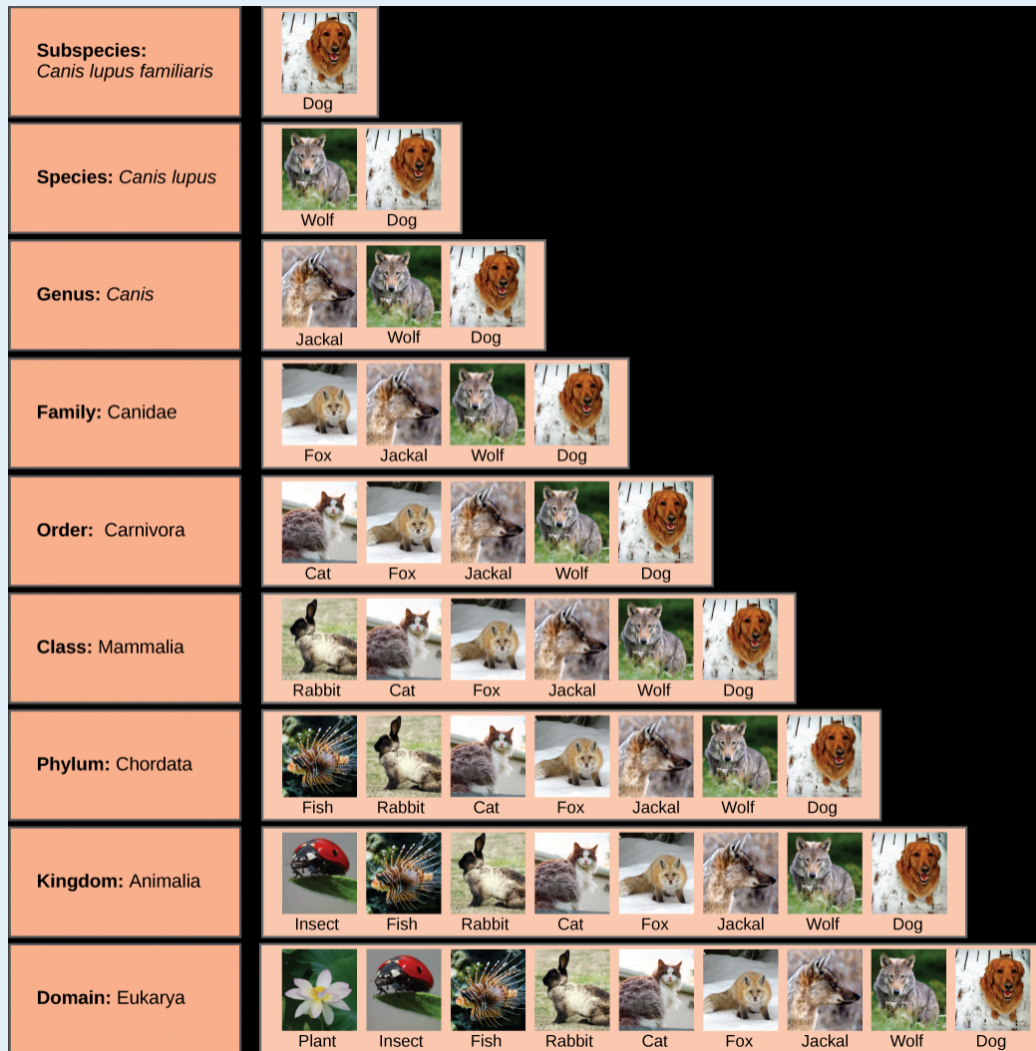 Subspecies:
Canis lupus familiaris
Dog
Species: Canis lupus
Wolf Dog
Genus: Canis
Jackal Wolf Dog
Family: Canidae
Fox Jackal Wolf Dog
Order: Carnivora
Cat Fox Jackal Wolf Dog
Class: Mammalia
Rabbit Cat Fox Jackal Wolf Dog
Phylum: Chordata
Fish Rabbit Cat Fox Jackal Wolf Dog
Kingdom: Animalia
Insect Fish Rabbit Cat Fox Jackal Wolf Dog
Domain: Eukarya
Plant Insect Fish Rabbit Cat Fox Jackal Wolf Dog